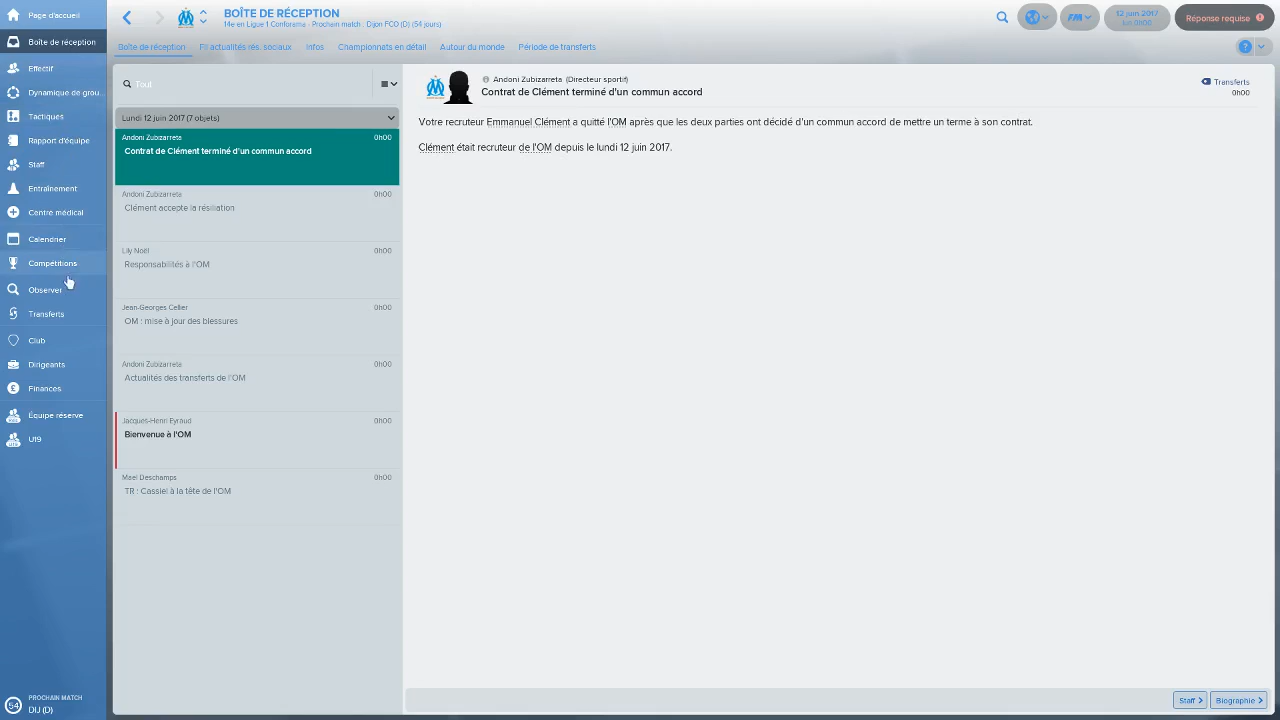 Page d'accueil
Boîte de réception
Effectif
Dynamique de grou...
Tactiques
Rapport d'équipe
Staff
Entraînement
Centre médical
Calendrier
Compétitions
Observer
Transferts
Club
Dirigeants
Finances
Équipe réserve
U19
54
PROCHAIN MATCH
DIJ (D)
BOÎTE DE RÉCEPTION
14e en Ligue 1 Conforama - Prochain match : Dijon FCO (D) (54 jours)
FM
12 juin 2017
lun 0h00
Réponse requise
Boîte de réception
Fil actualités rés. sociaux
Infos
Championnats en détail
Autour du monde
Période de transferts
?
Tout
Lundi 12 juin 2017 (7 objets)
Andoni Zubizarreta 0h00
Contrat de Clément terminé d'un commun accord
Andoni Zubizarreta 0h00
Clément accepte la résiliation
Lily Noël 0h00
Responsabilités à l'OM
Jean-Georges Cellier 0h00
OM : mise à jour des blessures
Andoni Zubizarreta 0h00
Actualités des transferts de l'OM
Jacques-Henri Eyraud 0h00
Bienvenue à l'OM
Mael Deschamps 0h00
TR : Cassiel à la tête de l'OM
Andoni Zubizarreta (Directeur sportif)
Contrat de Clément terminé d'un commun accord
Transferts
0h00
Votre recruteur Emmanuel Clément a quitté l'OM après que les deux parties ont décidé d'un commun accord de mettre un terme à son contrat.
Clément était recruteur de l'OM depuis le lundi 12 juin 2017.
Staff
Biographie